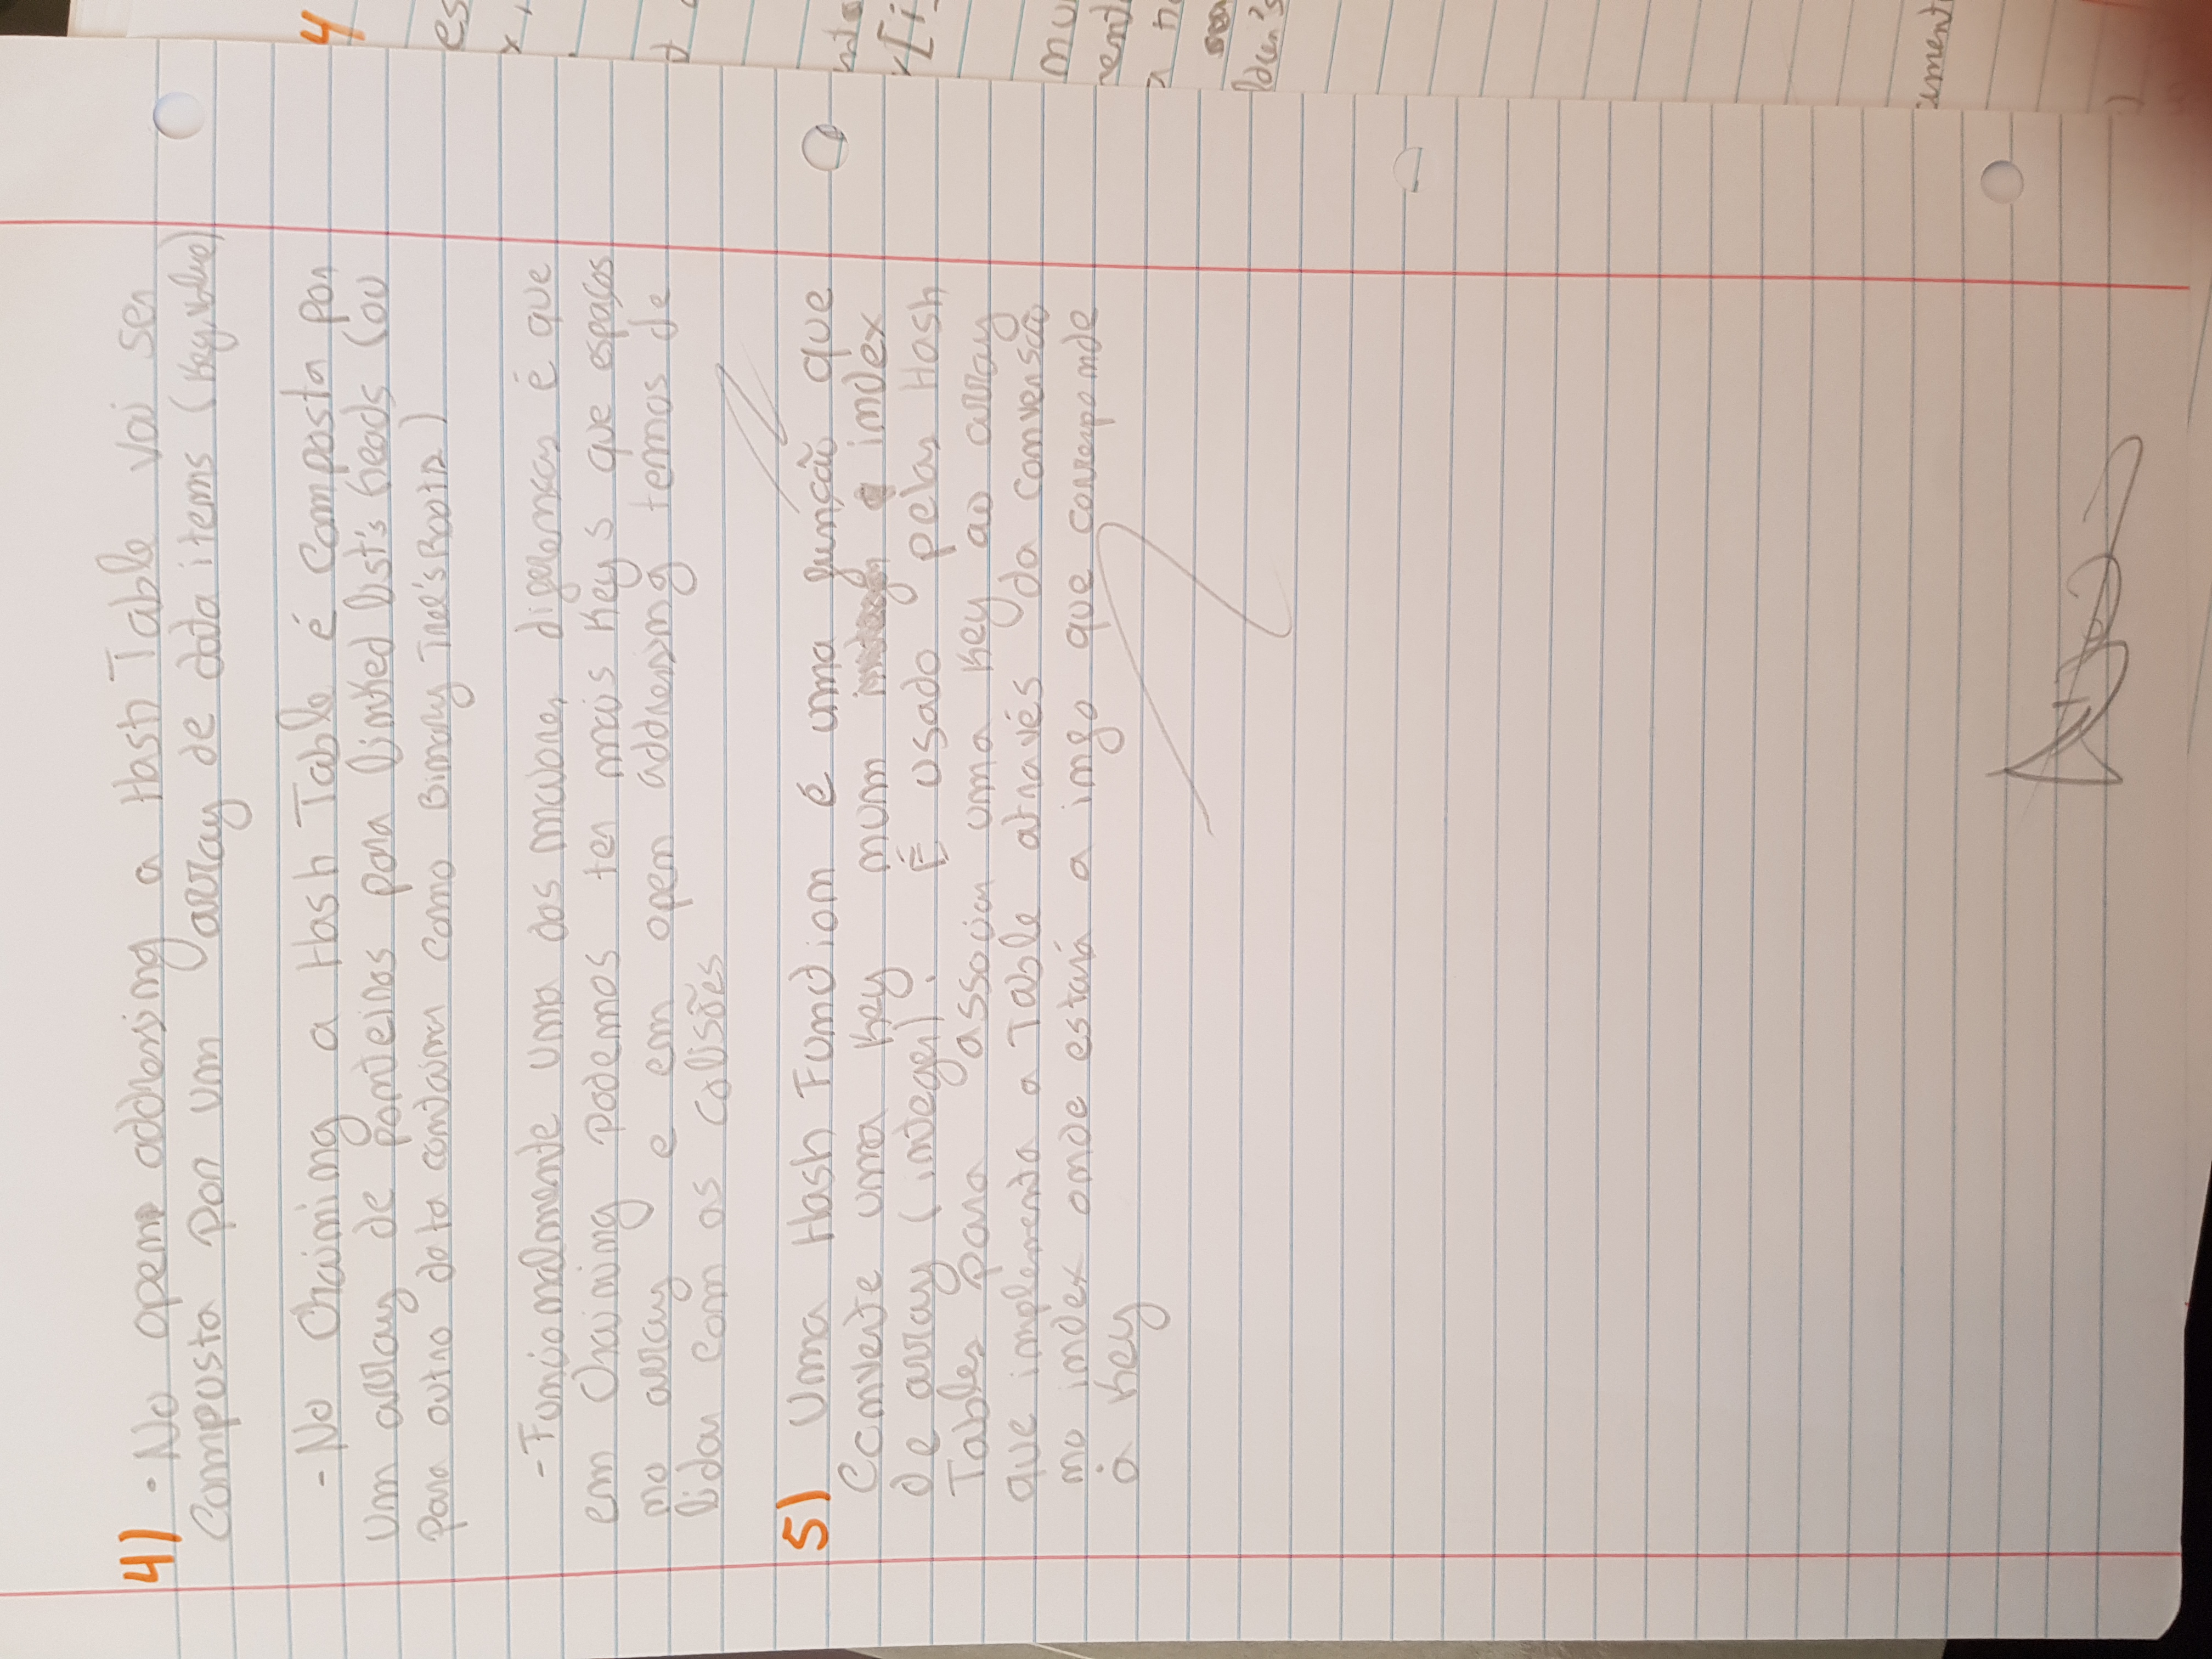 4) - No open addressing a Hash Table vai ser
composta por um array de data items (key, value)
- No Chaining a Hash Table é composta por
um array de ponteiros para linked list's heads (ou
para outro data container como Binary Tree's Roots)
- Funcionalmente uma das maiores diferenças é que
em Chaining podemos ter mais keys que espaços
no array e em open addressing temos de
lidar com as colisões
5) Uma Hash Function é uma função que
Converte uma key num index
de array (integer). É usado pelas Hash
Tables para associar uma key ao array
que implementa a Table através da conversão
no index onde estará a info que corresponde
à key
4
es
x,